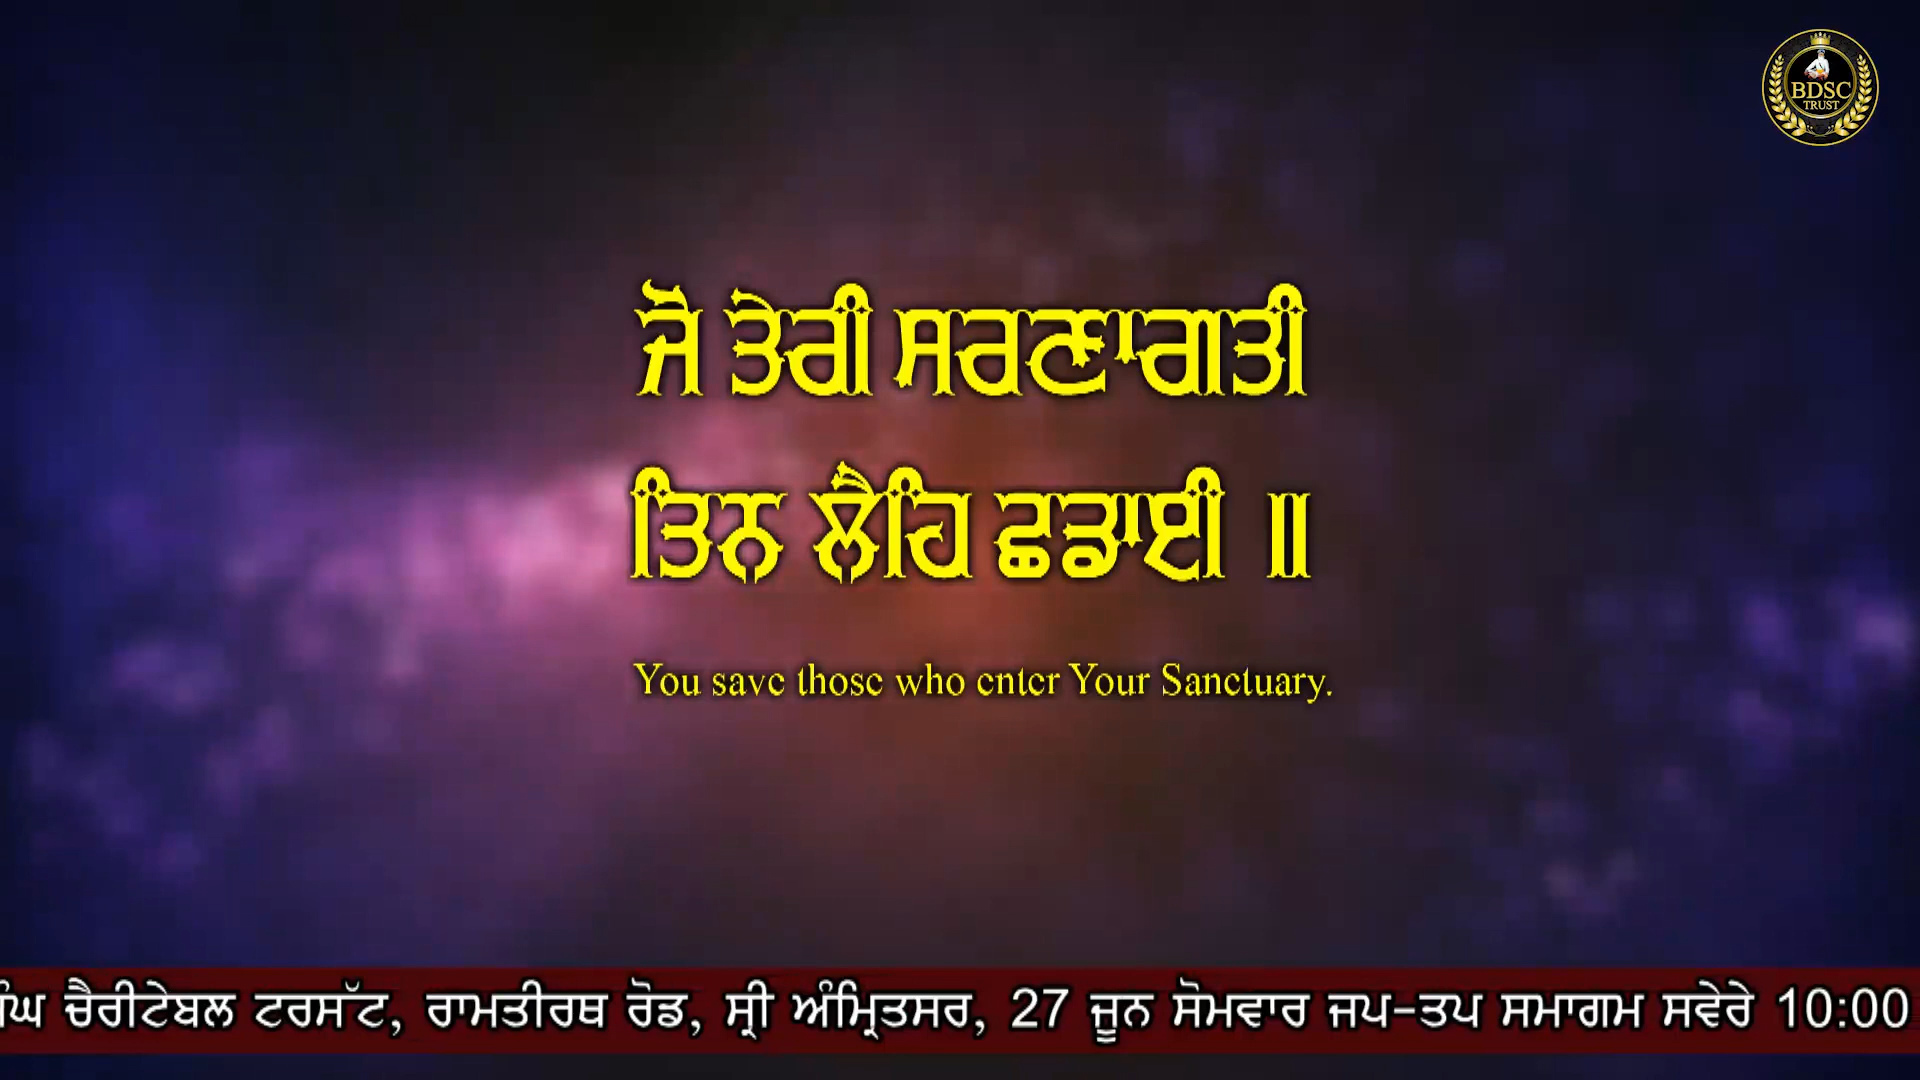 BDSC
TRUST
ਜੋ ਤੇਰੀ ਸਰਣਾਗਤੀ
ਤਿਨ ਲੈਹਿ ਛਡਾਈ ॥
You save those who enter Your Sanctuary.
ਚੈਰੀਟੇਬਲ ਟਰਸੱਟ, ਰਾਮਤੀਰਥ ਰੋਡ, ਸ੍ਰੀ ਅੰਮ੍ਰਿਤਸਰ, 27 ਜੂਨ ਸੋਮਵਾਰ ਜਪ-ਤਪ ਸਮਾਗਮ ਸਵੇਰੇ 10:00